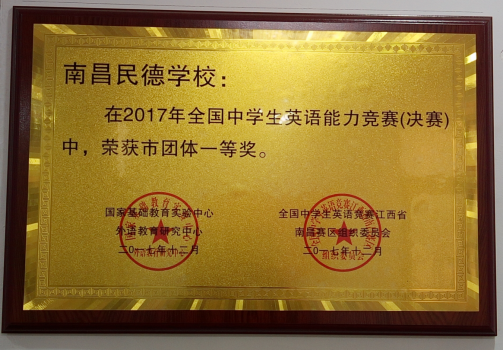 南昌民德学校：
在2017年全国中学生英语能力竞赛(决赛)
中，荣获市团体一等奖。
国家基础教育实验中心
外语教育研究中心
二○一七年十二月
全国中学生英语竞赛江西省
南昌赛区组织委员会
二○一七年十二月